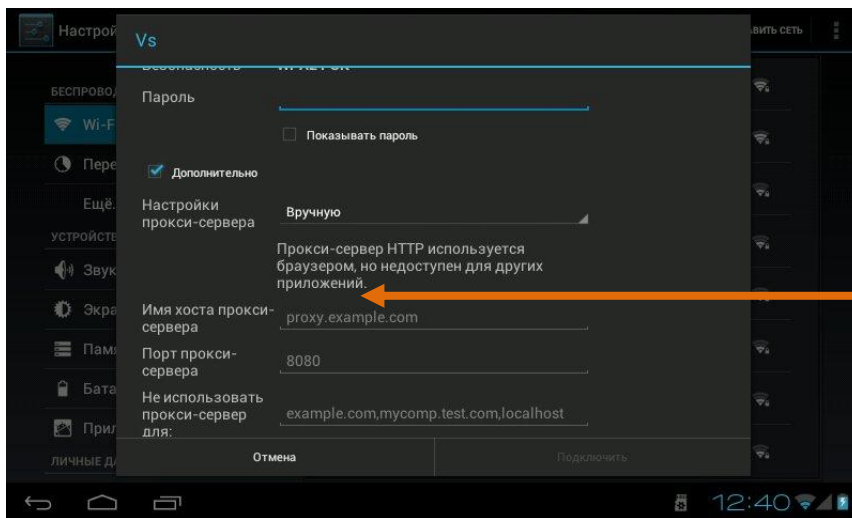 Настрой
Vs
вить сеть
Пароль
БЕСПРОВОД
Показывать пароль
Wi-F
Дополнительно
Пере
Ещё.
Настройки
прокси-сервера
Вручную
УСТРОЙСТВ
Прокси-сервер HTTP используется
браузером, но недоступен для других
приложений.
Звук
Имя хоста прокси-
сервера
proxy.example.com
Экра
Порт прокси-
сервера
8080
Памя
Не использовать
прокси-сервер
для:
example.com,mycomp.test.com,localhost
Бата
Прил
Отмена
Подключить
ЛИЧНЫЕ ДА
12:40